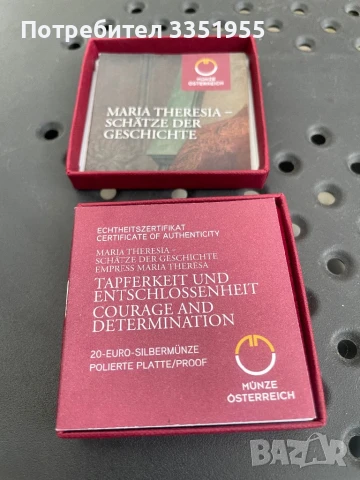 Потребител 3351955
MÜNZE
ÖSTERREICH
MARIA THERESIA –
SCHÄTZE DER
GESCHICHTE
ECHTHEITSZERTIFIKAT
CERTIFICATE OF AUTHENTICITY
MARIA THERESIA –
SCHÄTZE DER GESCHICHTE
EMPRESS MARIA THERESA
TAPFERKEIT UND
ENTSCHLOSSENHEIT
COURAGE AND
DETERMINATION
20-EURO-SILBERMÜNZE
POLIERTE PLATTE/PROOF
MÜNZE
ÖSTERREICH
BAZAR